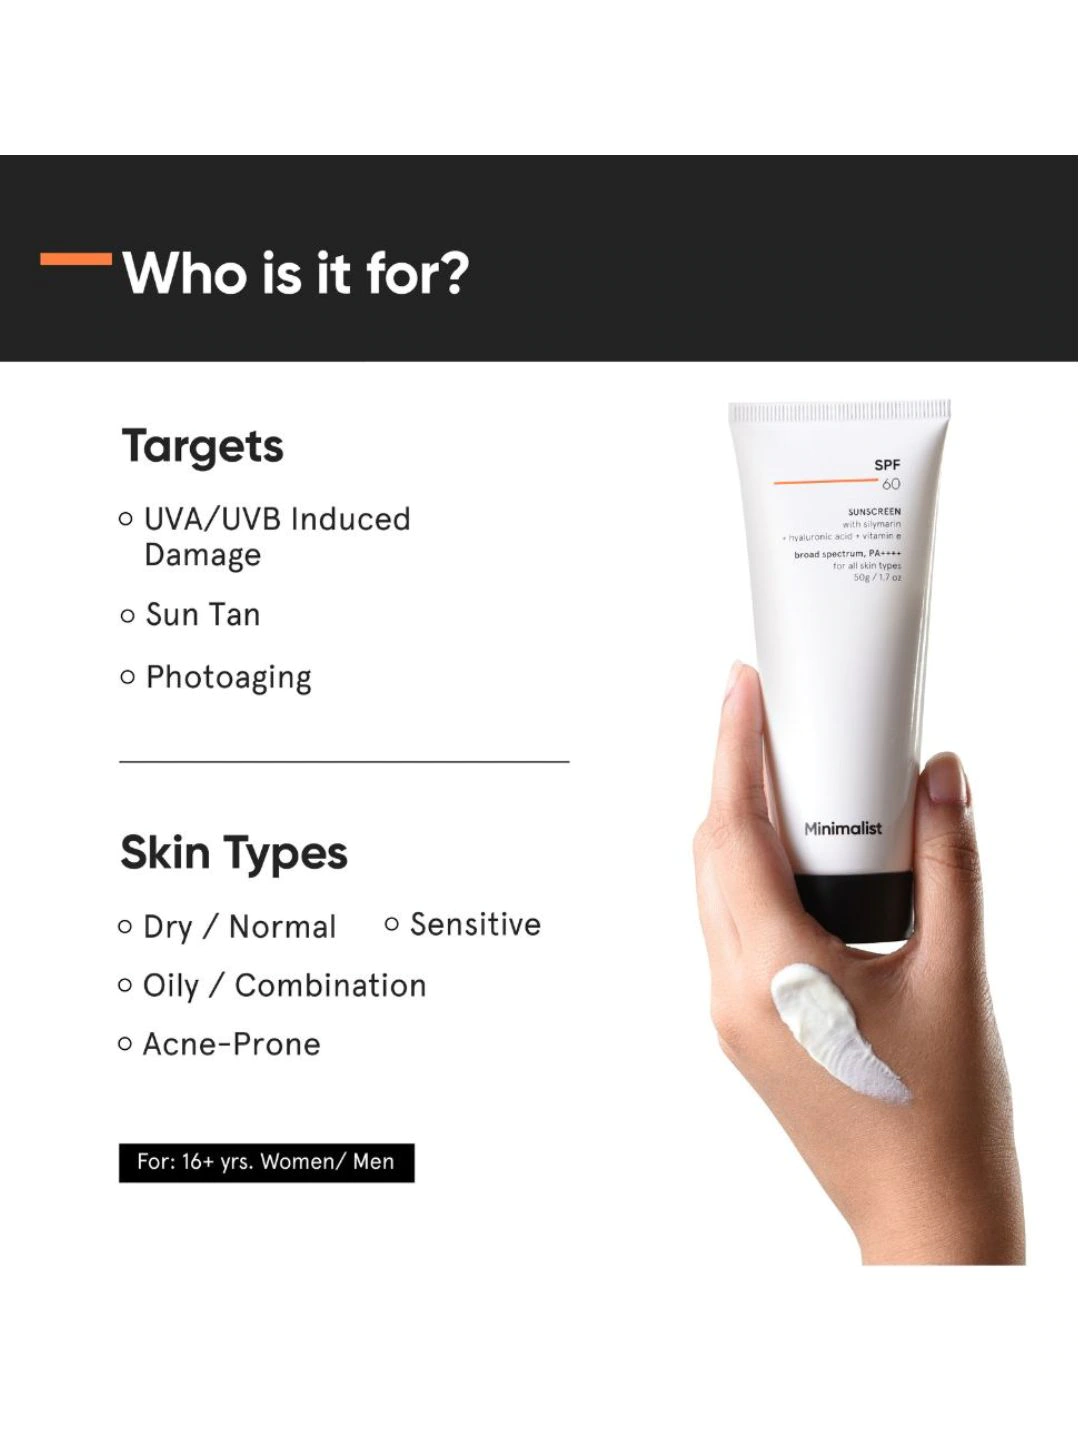 Who is it for?
Targets
UVA/UVB Induced
Damage
Sun Tan
Photoaging
Skin Types
Dry / Normal
Sensitive
Oily / Combination
Acne-Prone
For: 16+ yrs. Women/ Men
SPF
60
SUNSCREEN
with silymarin
+ hyaluronic acid + vitamin e
broad spectrum, PA++++
for all skin types
50g / 1.7 oz
Minimalist